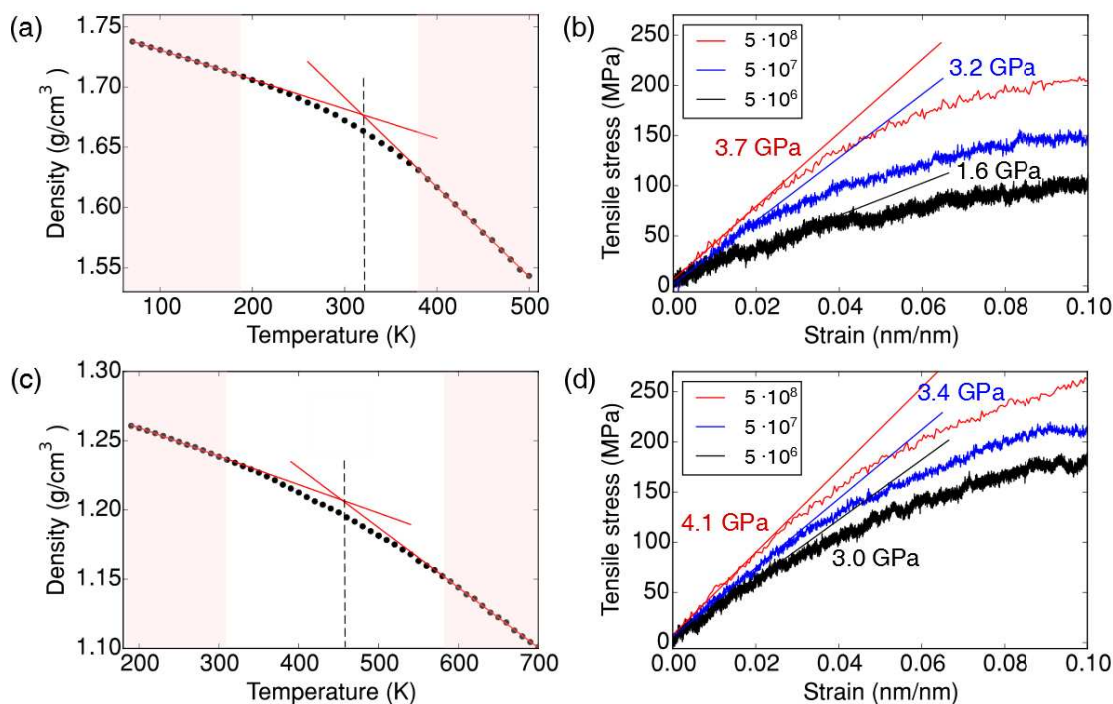 (a)
1.75
1.70
1.65
1.60
1.55
Density (g/cm³)
100 200 300 400 500
Temperature (K)
(b)
250
200
150
100
50
0
Tensile stress (MPa)
5 ·10⁸
5 ·10⁷
5 ·10⁶
3.2 GPa
3.7 GPa
1.6 GPa
0.00 0.02 0.04 0.06 0.08 0.10
Strain (nm/nm)
(c)
1.30
1.25
1.20
1.15
1.10
Density (g/cm³)
200 300 400 500 600 700
Temperature (K)
(d)
250
200
150
100
50
0
Tensile stress (MPa)
5 ·10⁸
5 ·10⁷
5 ·10⁶
3.4 GPa
4.1 GPa
3.0 GPa
0.00 0.02 0.04 0.06 0.08 0.10
Strain (nm/nm)